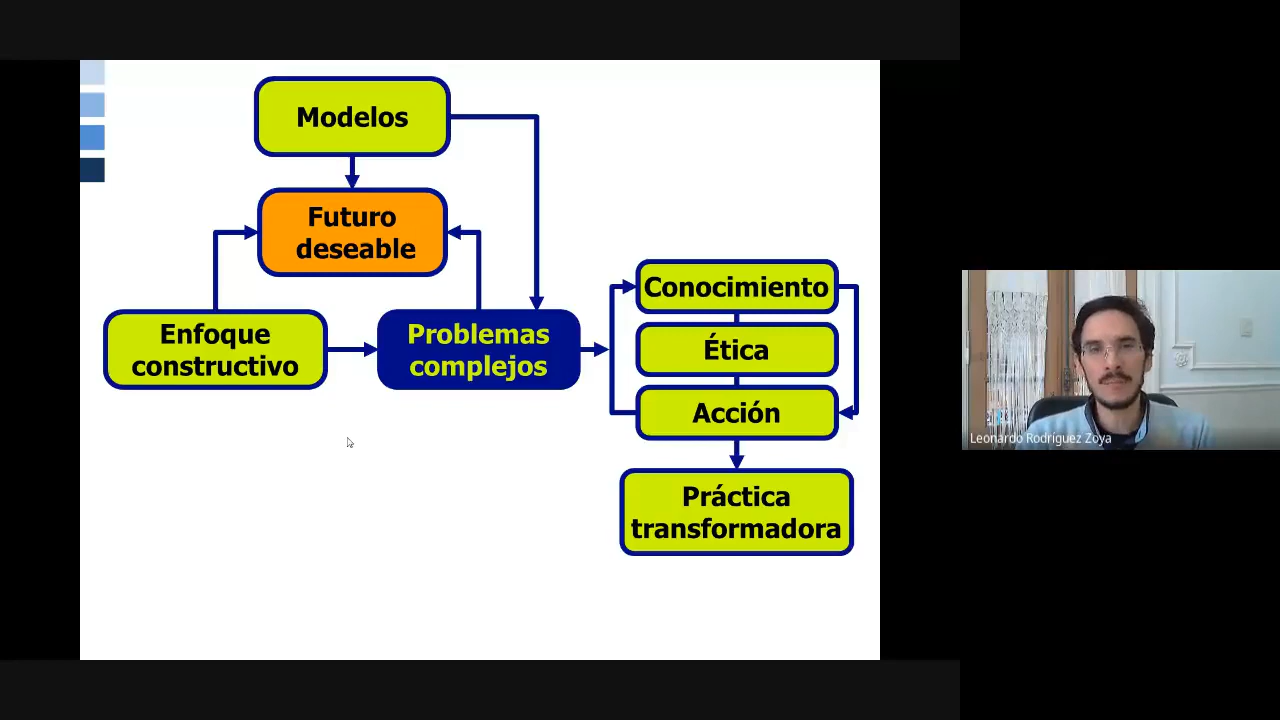 Modelos
Futuro
deseable
Enfoque
constructivo
Problemas
complejos
Conocimiento
Ética
Acción
Práctica
transformadora
Leonardo Rodríguez Zoya